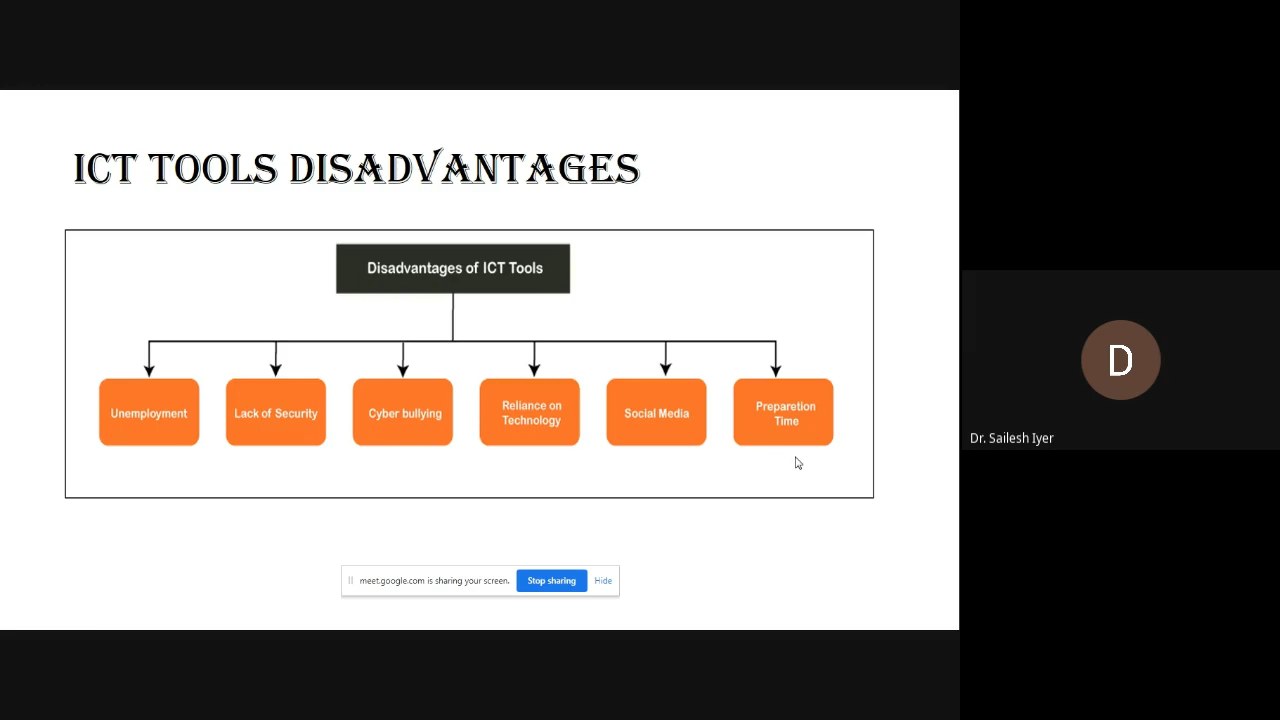 ICT TOOLS DISADVANTAGES
Disadvantages of ICT Tools
Unemployment
Lack of Security
Cyber bullying
Reliance on
Technology
Social Media
Preparetion
Time
meet.google.com is sharing your screen.
Stop sharing
Hide
D
Dr. Sailesh Iyer